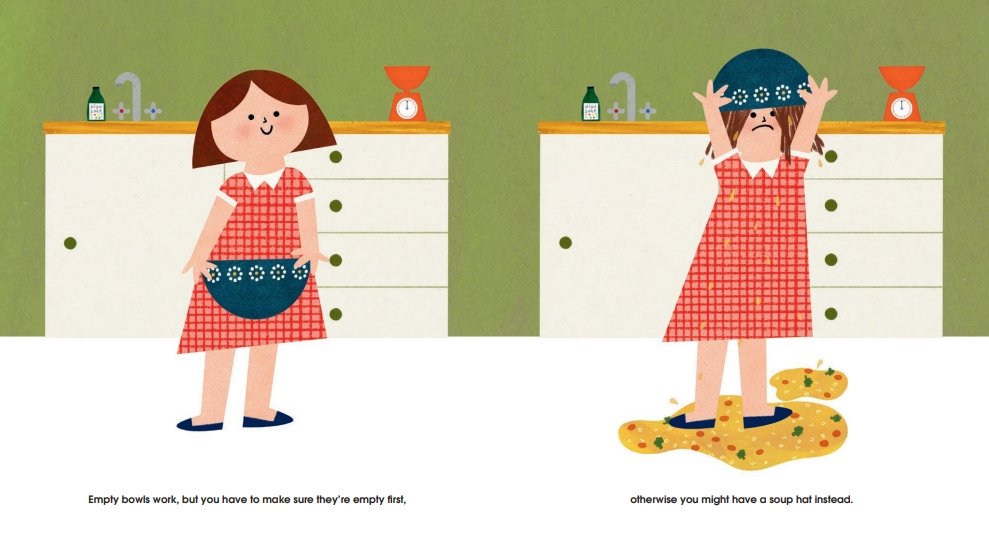 Empty bowls work, but you have to make sure they're empty first,
otherwise you might have a soup hat instead.